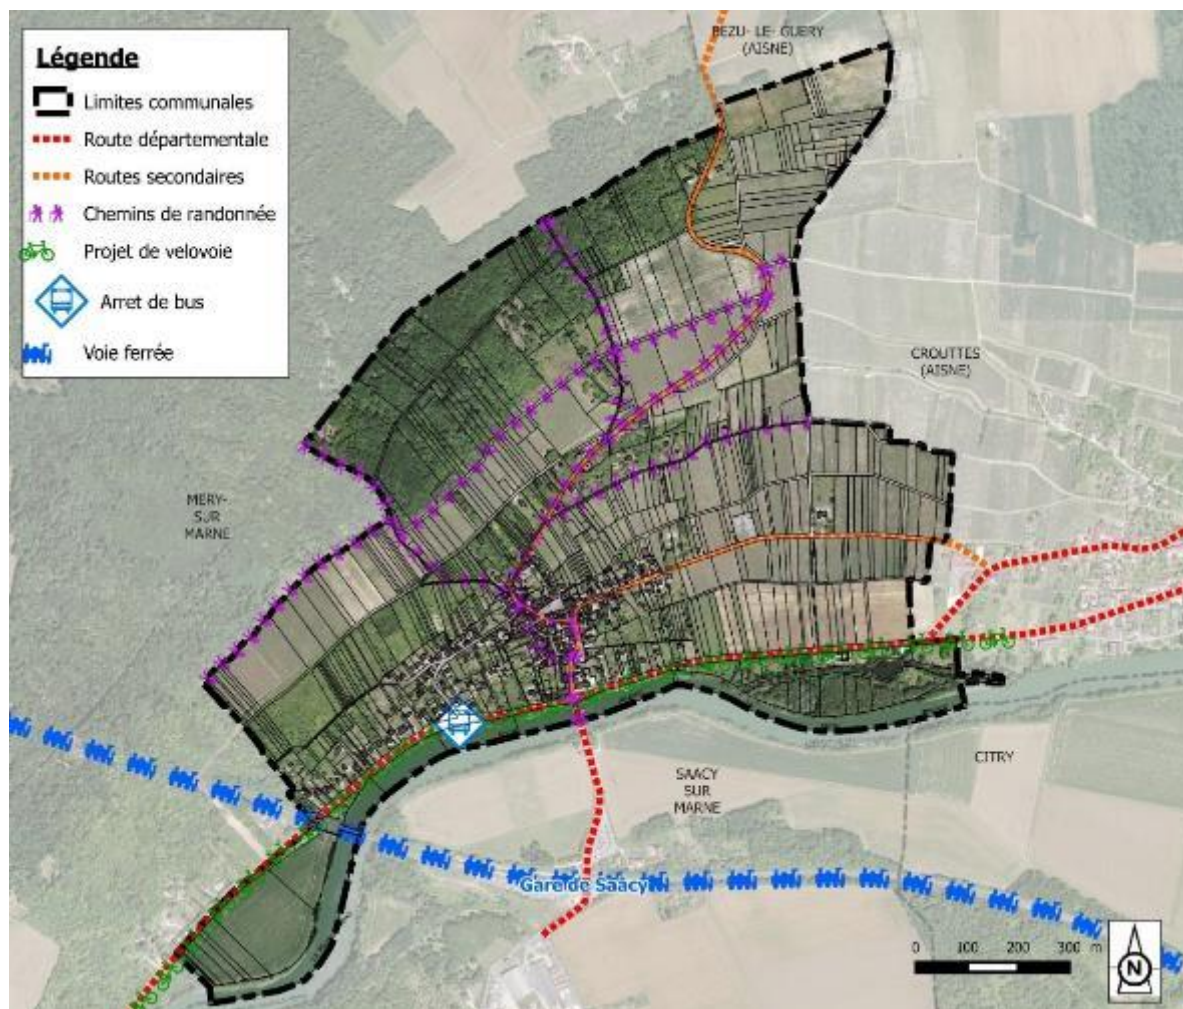 Légende
Limites communales
Route départementale
Routes secondaires
Chemins de randonnée
Projet de velovoie
Arret de bus
Voie ferrée
BEZU- LE- GUERY
(AISNE)
CROUTTES
(AISNE)
MERY-
SUR
MARNE
SAACY
SUR
MARNE
CITRY
Gare de Saacy
0 100 200 300 m
N